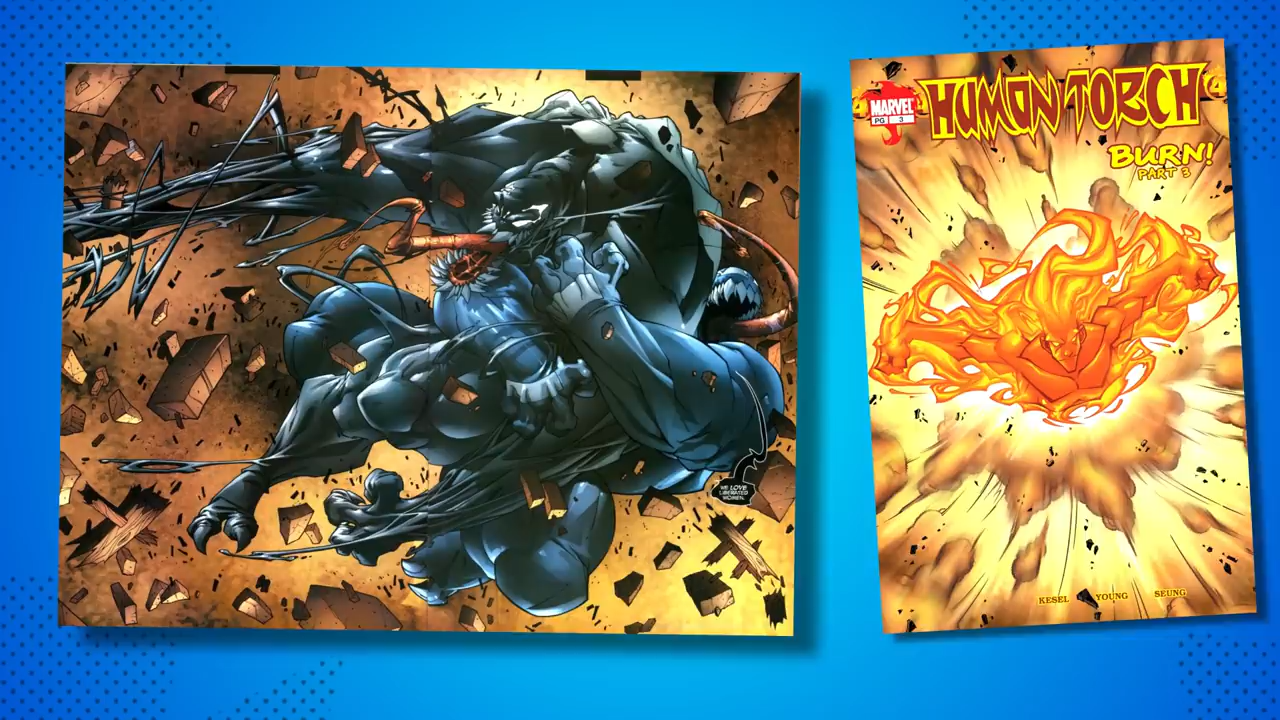 WE LOVE
LIBERATED
WOMEN.
HUMAN TORCH
MARVEL
PG 3
BURN!
PART 3
KESEL YOUNG SEUNG